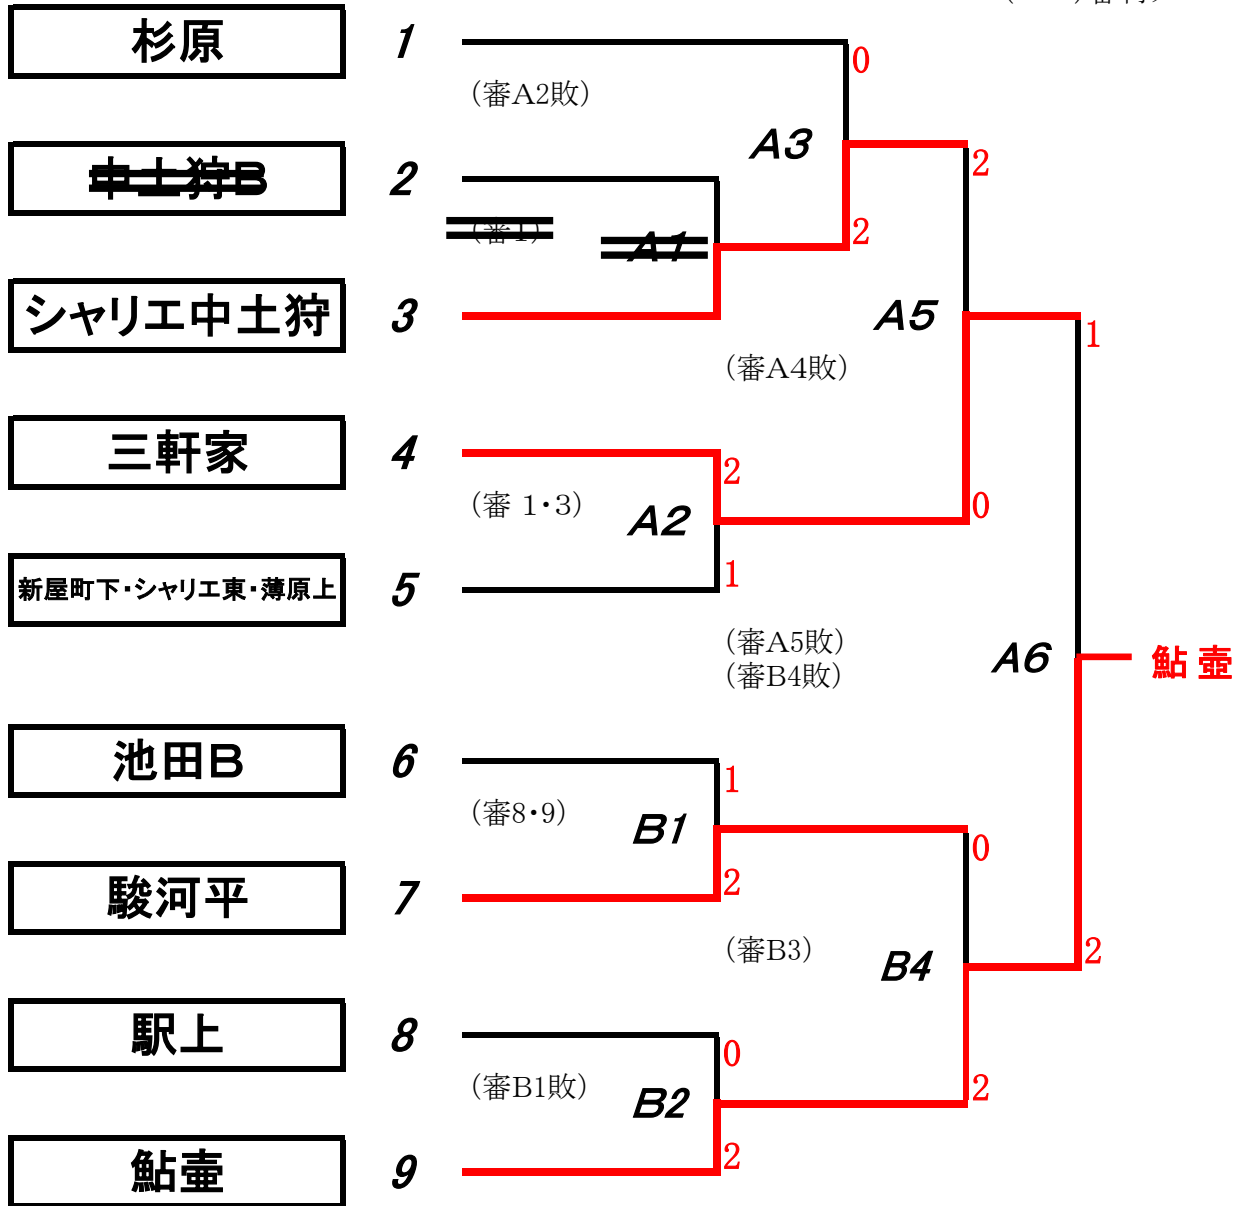 杉原
1
0
(審A2敗)
A3
中土狩B
2
2
(審1)
A1
2
シャリエ中土狩
3
A5
1
(審A4敗)
三軒家
4
2
(審 1・3)
A2
0
新屋町下・シャリエ東・薄原上
5
1
(審A5敗)
(審B4敗)
A6
鮎壺
池田B
6
1
(審8・9)
B1
0
駿河平
7
2
(審B3)
B4
2
駅上
8
0
(審B1敗)
B2
2
鮎壷
9
2